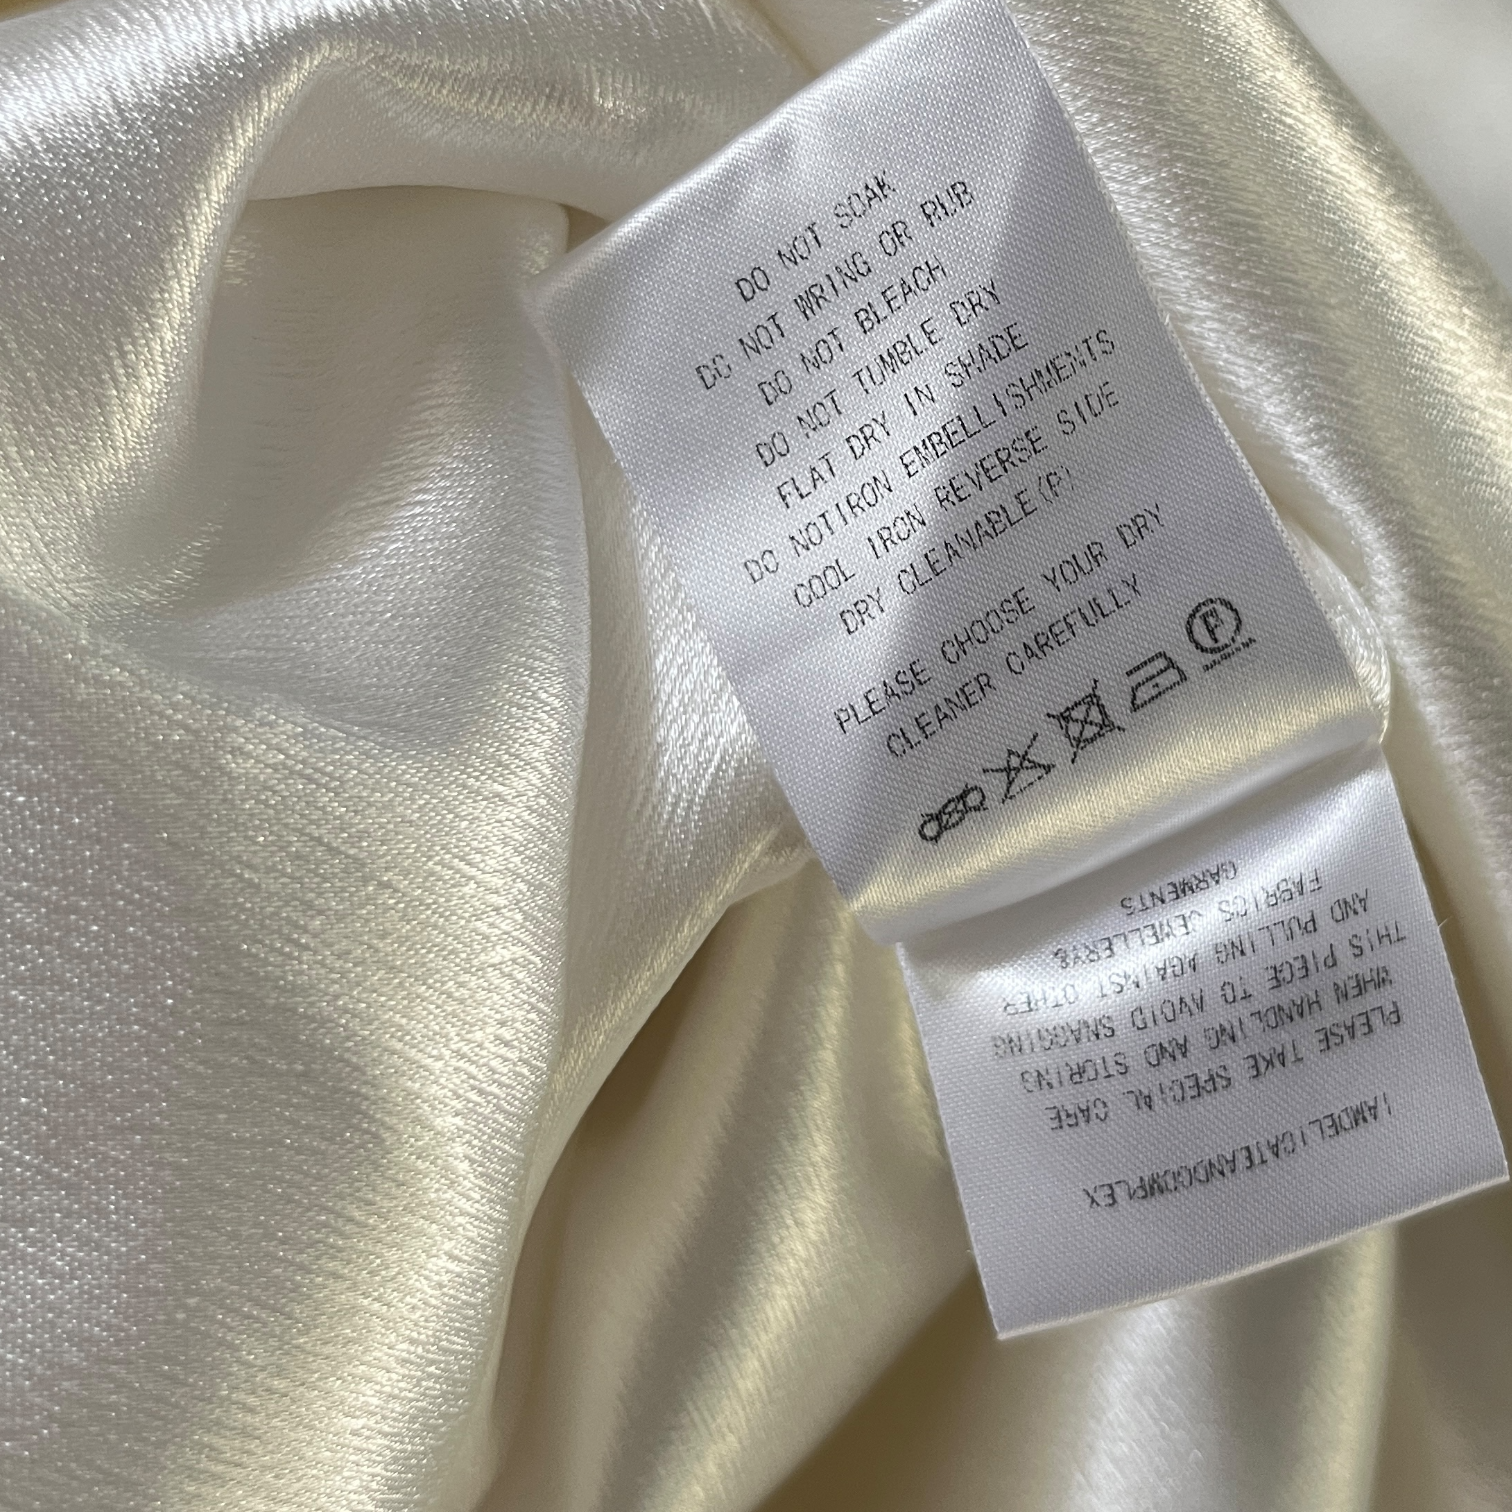 DO NOT SOAK
DO NOT WRING OR RUB
DO NOT BLEACH
DO NOT TUMBLE DRY
FLAT DRY IN SHADE
DO NOTIRON EMBELLISHMENTS
COOL IRON REVERSE SIDE
DRY CLEANABLE(P)
PLEASE CHOOSE YOUR DRY
CLEANER CAREFULLY
P
IAMDELICATEANDCOMPLEX
PLEASE TAKE SPECIAL CARE
WHEN HANDLING AND STORING
THIS PIECE TO AVOID SNAGGING
AND PULLING AGAINST OTHER
FABRICS JEWELLERY&
GARMENTS